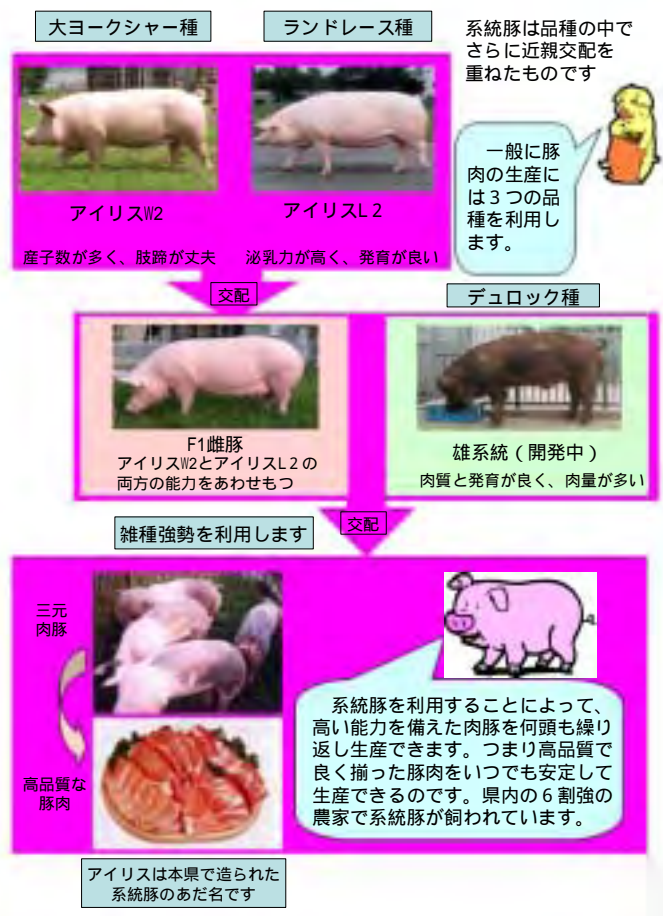 大ヨークシャー種
ランドレース種
系統豚は品種の中で
さらに近親交配を
重ねたものです
一般に豚
肉の生産に
は３つの品
種を利用し
ます。
アイリスW2
アイリスL２
産子数が多く、肢蹄が丈夫
泌乳力が高く、発育が良い
交配
デュロック種
F1雌豚
アイリスW2とアイリスL２の
両方の能力をあわせもつ
雄系統（開発中）
肉質と発育が良く、肉量が多い
交配
雑種強勢を利用します
三元
肉豚
系統豚を利用することによって、
高い能力を備えた肉豚を何頭も繰り
返し生産できます。つまり高品質で
良く揃った豚肉をいつでも安定して
生産できるのです。県内の６割強の
農家で系統豚が飼われています。
高品質な
豚肉
アイリスは本県で造られた
系統豚のあだ名です